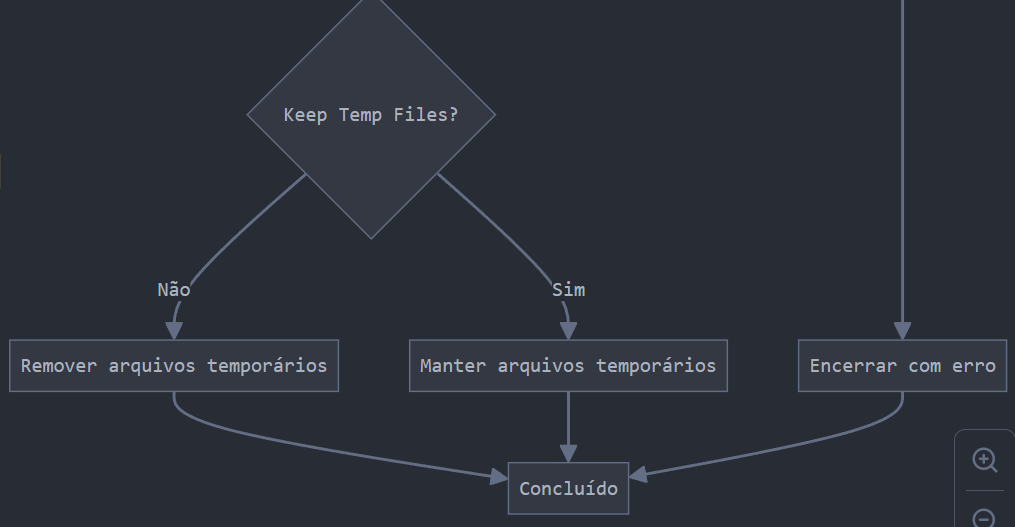 Keep Temp Files?
Não
Sim
Remover arquivos temporários
Manter arquivos temporários
Encerrar com erro
Concluído